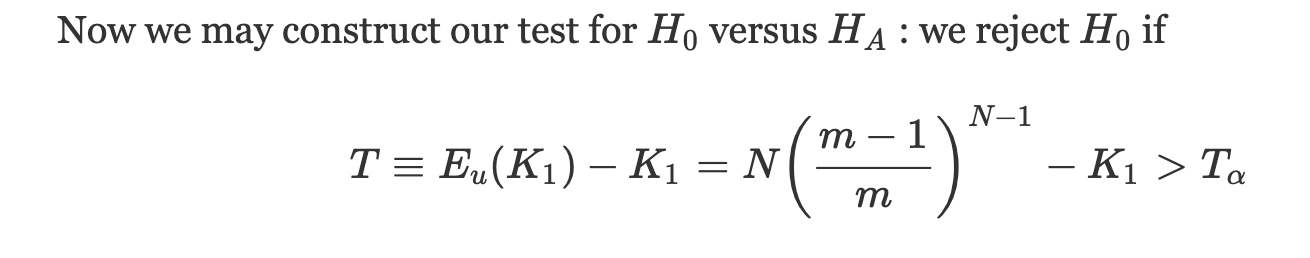 Now we may construct our test for H₀ versus H_A : we reject H₀ if
T ≡ E_u(K₁) − K₁ = N((m − 1)/m)^(N−1) − K₁ > T_α